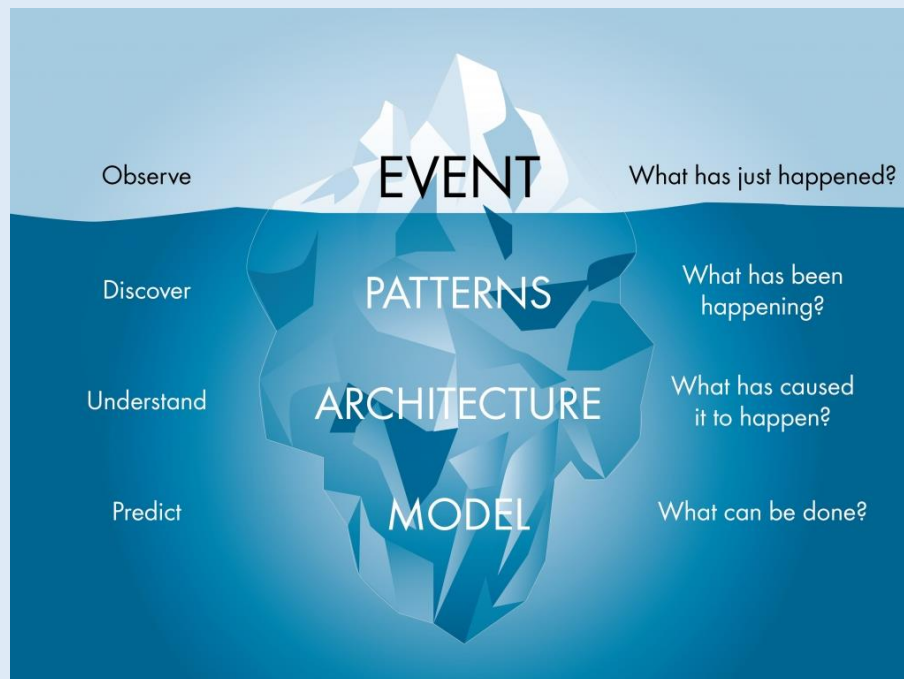 Observe EVENT What has just happened?
Discover PATTERNS What has been
happening?
Understand ARCHITECTURE What has caused
it to happen?
Predict MODEL What can be done?